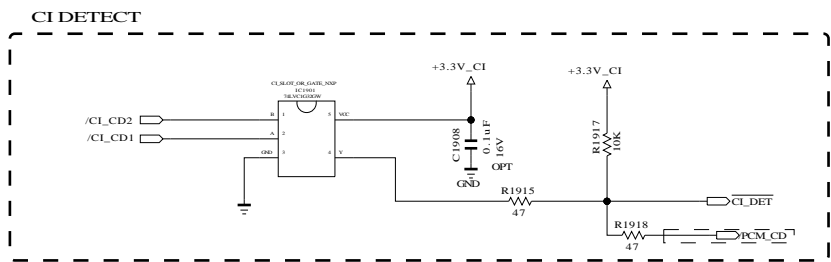 CI DETECT
+3.3V_CI
+3.3V_CI
CI_SLOT_OR_GATE_NXP
IC1901
74LVC1G32GW
/CI_CD2
B
1
5
VCC
/CI_CD1
A
2
GND
3
4
Y
C1908
0.1uF
16V
OPT
GND
R1917
10K
R1915
47
CI_DET
R1918
47
/PCM_CD